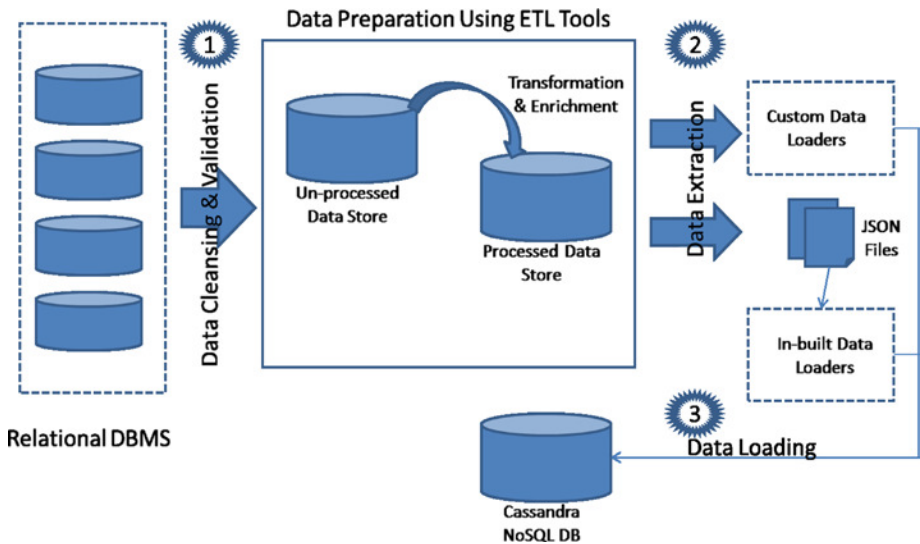 Data Preparation Using ETL Tools
1
2
Data Cleansing & Validation
Transformation
& Enrichment
Un-processed
Data Store
Processed Data
Store
Data Extraction
Custom Data
Loaders
JSON
Files
In-built Data
Loaders
Relational DBMS
3
Data Loading
Cassandra
NoSQL DB